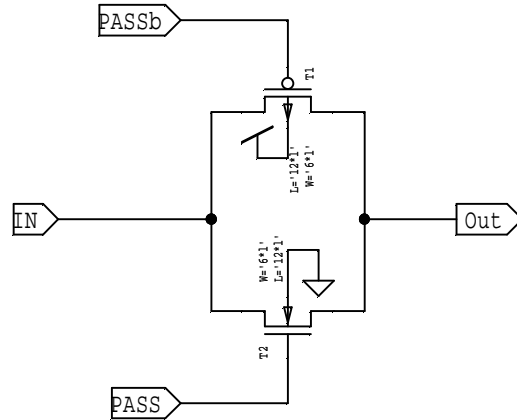 PASSb
T1
L='12*1'
W='6*1'
IN
Out
W='6*1'
L='12*1'
T2
PASS